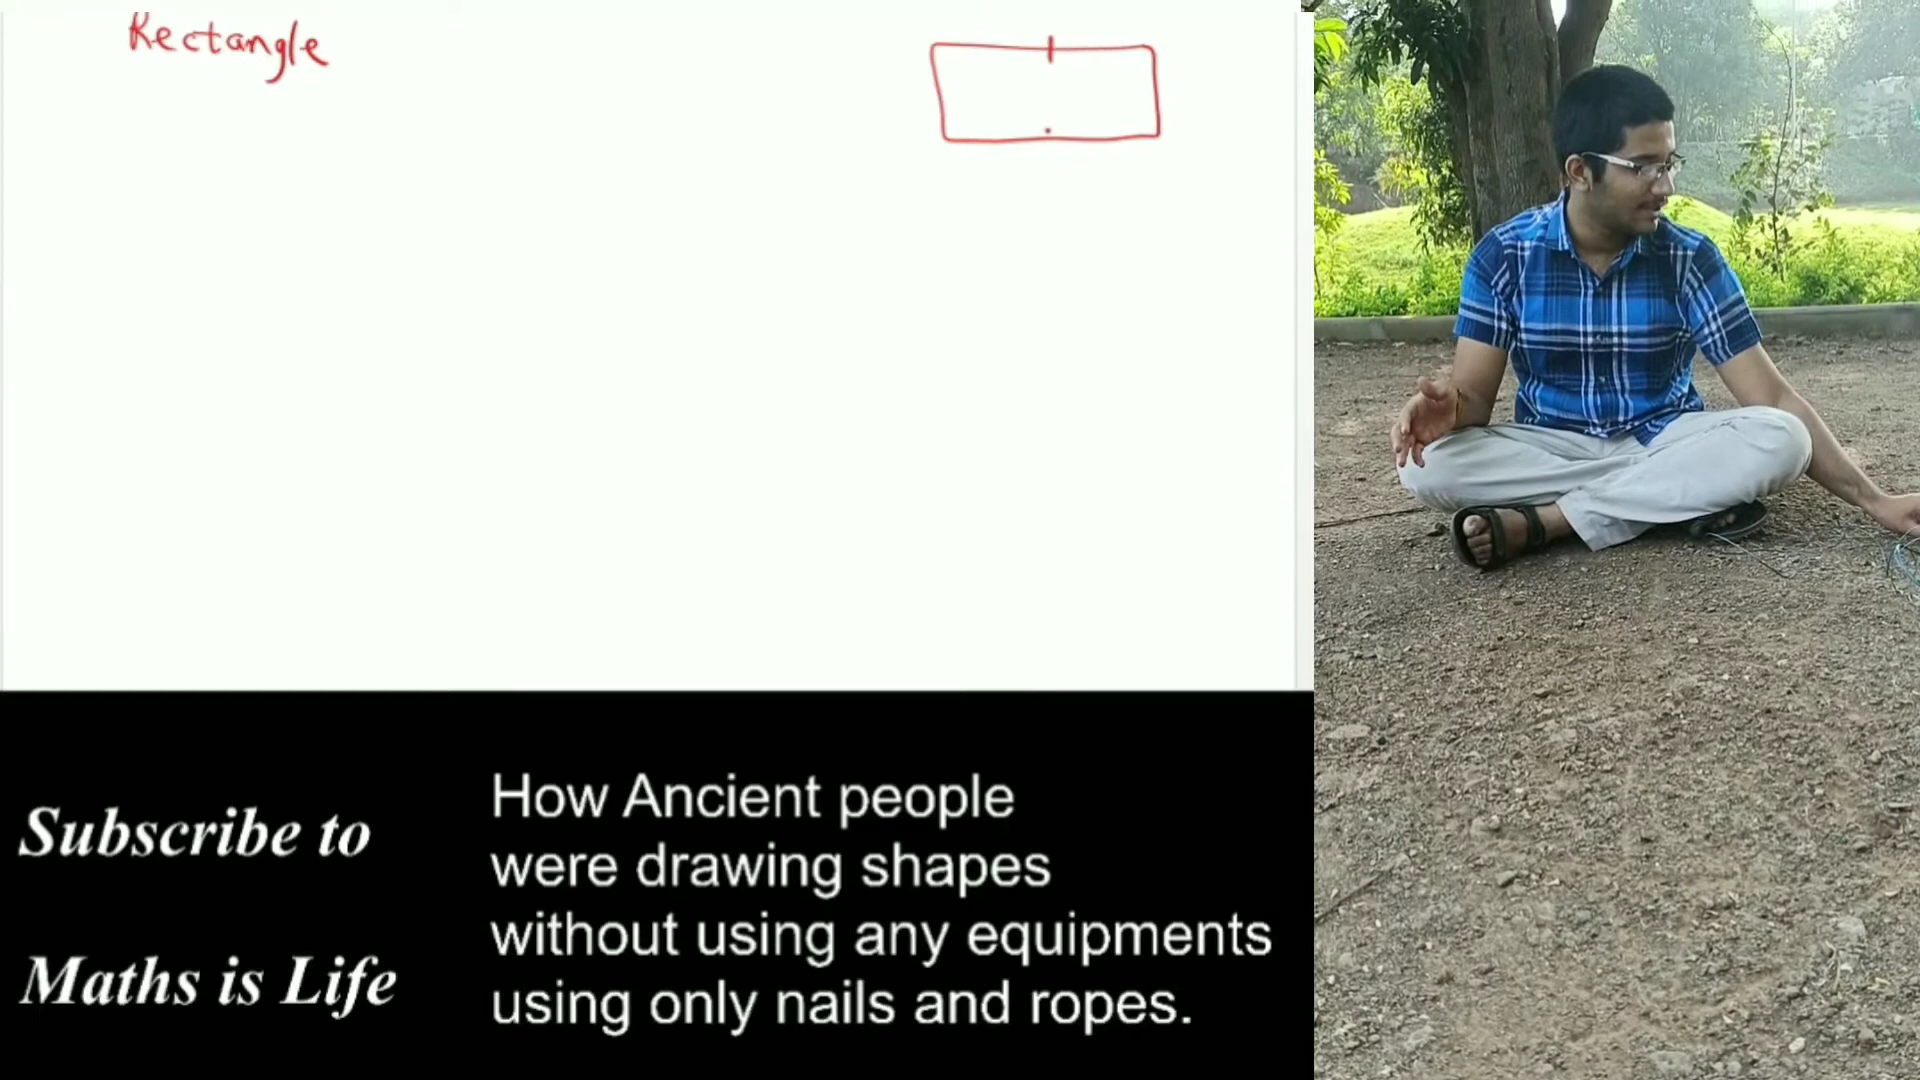 Rectangle
Subscribe to
Maths is Life
How Ancient people
were drawing shapes
without using any equipments
using only nails and ropes.